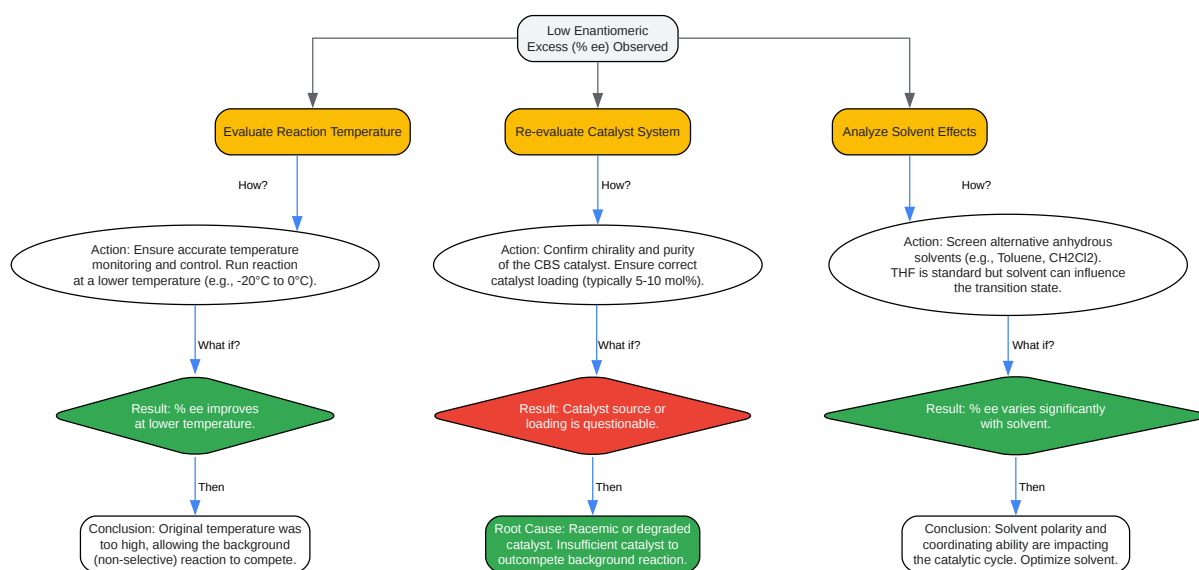 Low Enantiomeric
Excess (% ee) Observed
Evaluate Reaction Temperature
Re-evaluate Catalyst System
Analyze Solvent Effects
How?
How?
How?
Action: Ensure accurate temperature
monitoring and control. Run reaction
at a lower temperature (e.g., -20°C to 0°C).
Action: Confirm chirality and purity
of the CBS catalyst. Ensure correct
catalyst loading (typically 5-10 mol%).
Action: Screen alternative anhydrous
solvents (e.g., Toluene, CH2Cl2).
THF is standard but solvent can influence
the transition state.
What if?
What if?
What if?
Result: % ee improves
at lower temperature.
Result: Catalyst source or
loading is questionable.
Result: % ee varies significantly
with solvent.
Then
Then
Then
Conclusion: Original temperature was
too high, allowing the background
(non-selective) reaction to compete.
Root Cause: Racemic or degraded
catalyst. Insufficient catalyst to
outcompete background reaction.
Conclusion: Solvent polarity and
coordinating ability are impacting
the catalytic cycle. Optimize solvent.